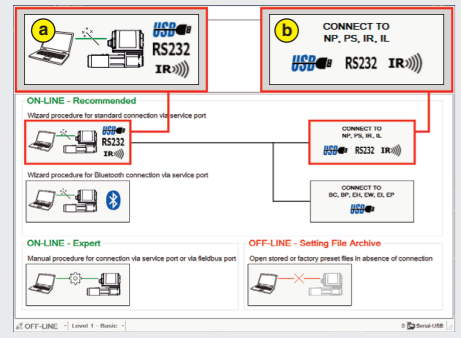 a
USB
RS232
IR
b
CONNECT TO
NP, PS, IR, IL
USB RS232 IR
ON-LINE - Recommended
Wizard procedure for standard connection via service port
USB
RS232
IR
CONNECT TO
NP, PS, IR, IL
USB RS232 IR
Wizard procedure for Bluetooth connection via service port
CONNECT TO
BC, BP, EH, EW, EI, EP
USB
ON-LINE - Expert
Manual procedure for connection via service port or via fieldbus port
OFF-LINE - Setting File Archive
Open stored or factory preset files in absence of connection
OFF-LINE Level 1 - Basic 0 Serial-USB